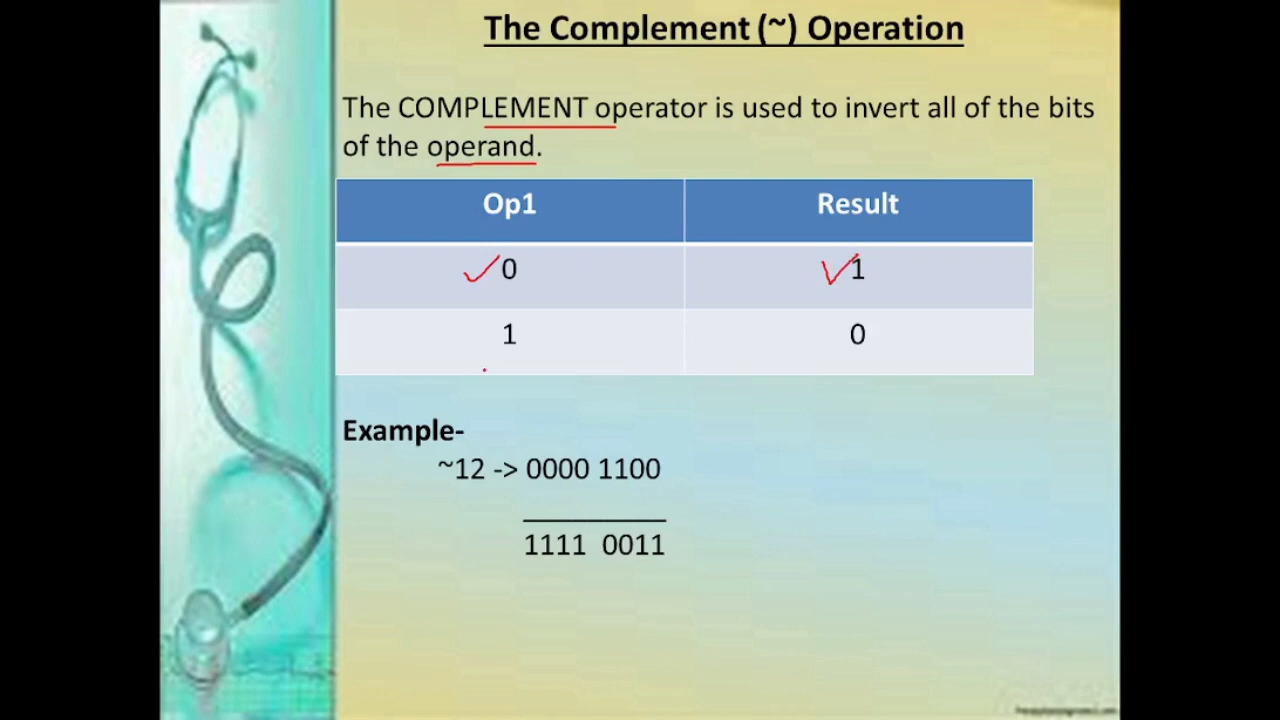 The Complement (~) Operation
The COMPLEMENT operator is used to invert all of the bits
of the operand.
Op1 Result
0 1
1 0
Example-
~12 -> 0000 1100
1111 0011